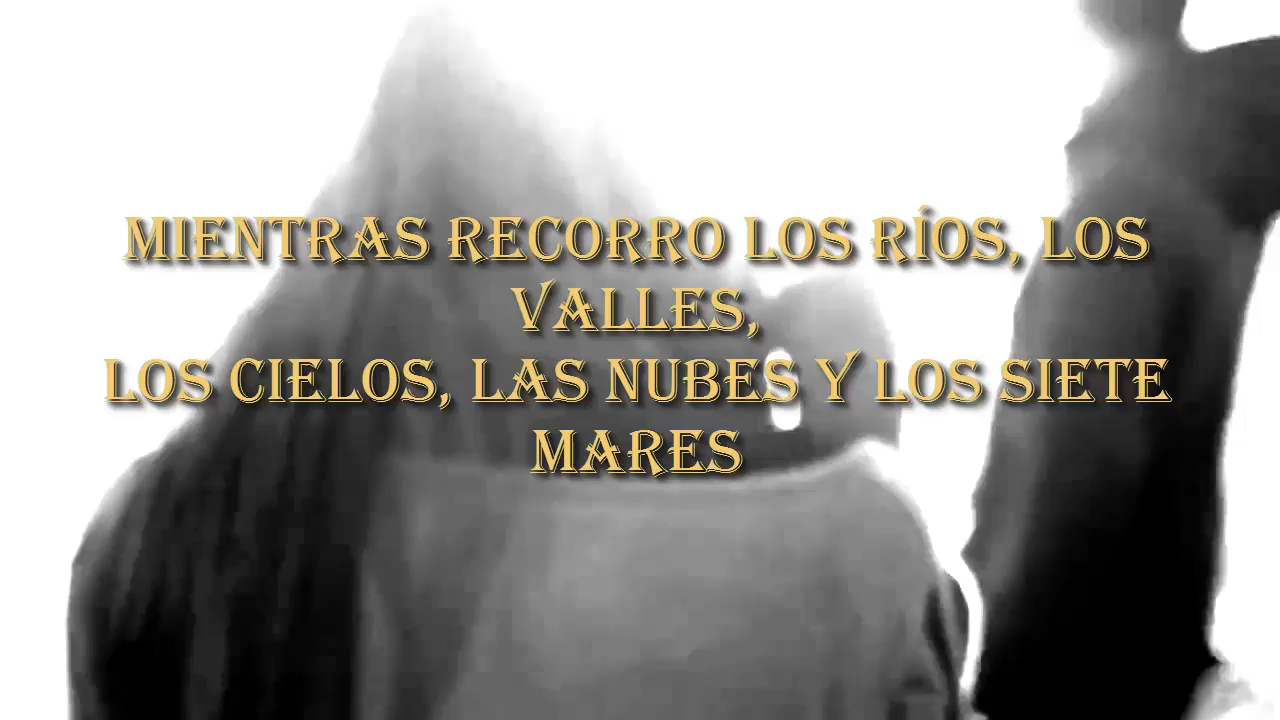 MIENTRAS RECORRO LOS RÍOS, LOS
VALLES,
LOS CIELOS, LAS NUBES Y LOS SIETE
MARES